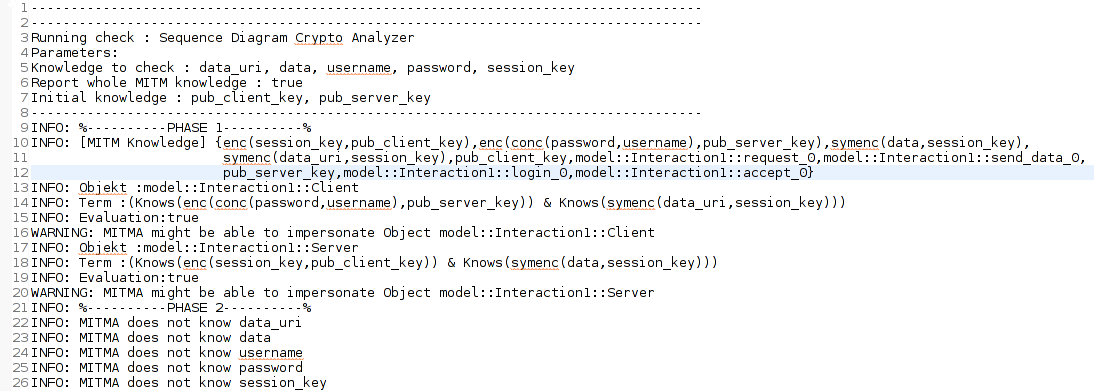 1---------------------------------------------------------------------
2---------------------------------------------------------------------
3Running check : Sequence Diagram Crypto Analyzer
4Parameters:
5Knowledge to check : data_uri, data, username, password, session_key
6Report whole MITM knowledge : true
7Initial knowledge : pub_client_key, pub_server_key
8---------------------------------------------------------------------
9INFO: %----------PHASE 1----------%
10INFO: [MITM Knowledge] {enc(session_key,pub_client_key),enc(conc(password,username),pub_server_key),symenc(data,session_key),
11 symenc(data_uri,session_key),pub_client_key,model::Interaction1::request_0,model::Interaction1::send_data_0,
12 pub_server_key,model::Interaction1::login_0,model::Interaction1::accept_0}
13INFO: Objekt :model::Interaction1::Client
14INFO: Term :(Knows(enc(conc(password,username),pub_server_key)) & Knows(symenc(data_uri,session_key)))
15INFO: Evaluation:true
16WARNING: MITMA might be able to impersonate Object model::Interaction1::Client
17INFO: Objekt :model::Interaction1::Server
18INFO: Term :(Knows(enc(session_key,pub_client_key)) & Knows(symenc(data,session_key)))
19INFO: Evaluation:true
20WARNING: MITMA might be able to impersonate Object model::Interaction1::Server
21INFO: %----------PHASE 2----------%
22INFO: MITMA does not know data_uri
23INFO: MITMA does not know data
24INFO: MITMA does not know username
25INFO: MITMA does not know password
26INFO: MITMA does not know session_key